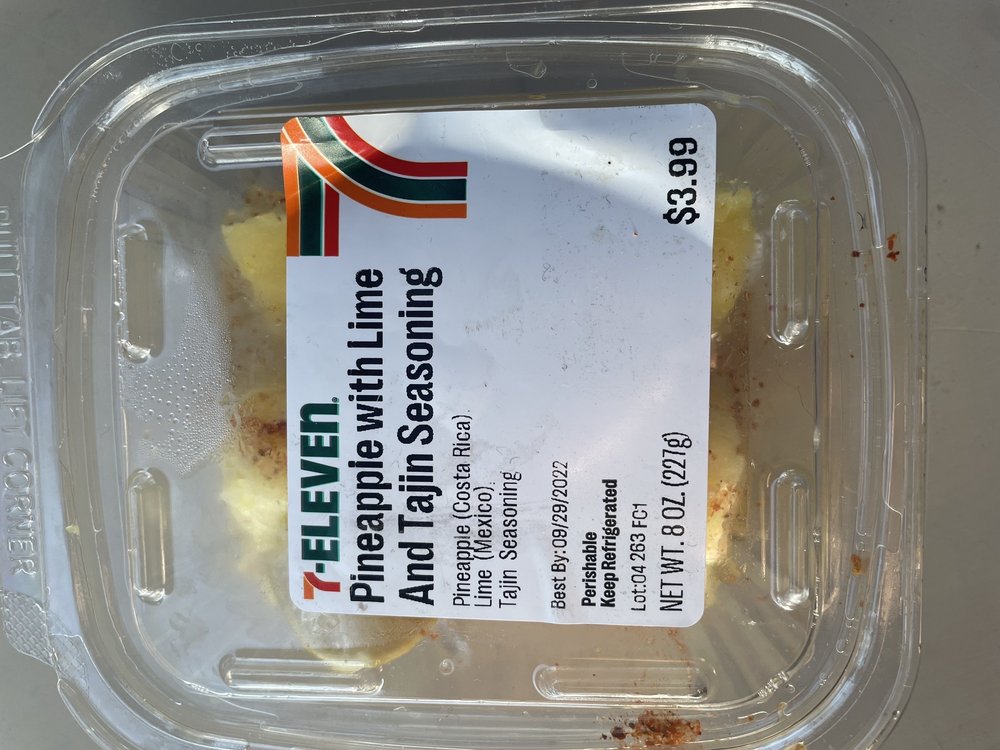 7-ELEVEN®
Pineapple with Lime
And Tajin Seasoning
Pineapple (Costa Rica),
Lime (Mexico),
Tajin Seasoning
Best By:09/29/2022
Perishable
Keep Refrigerated
Lot:04 263 FC1
NET WT. 8 OZ. (227g)
$3.99
PULL TAB LIFT CORNER